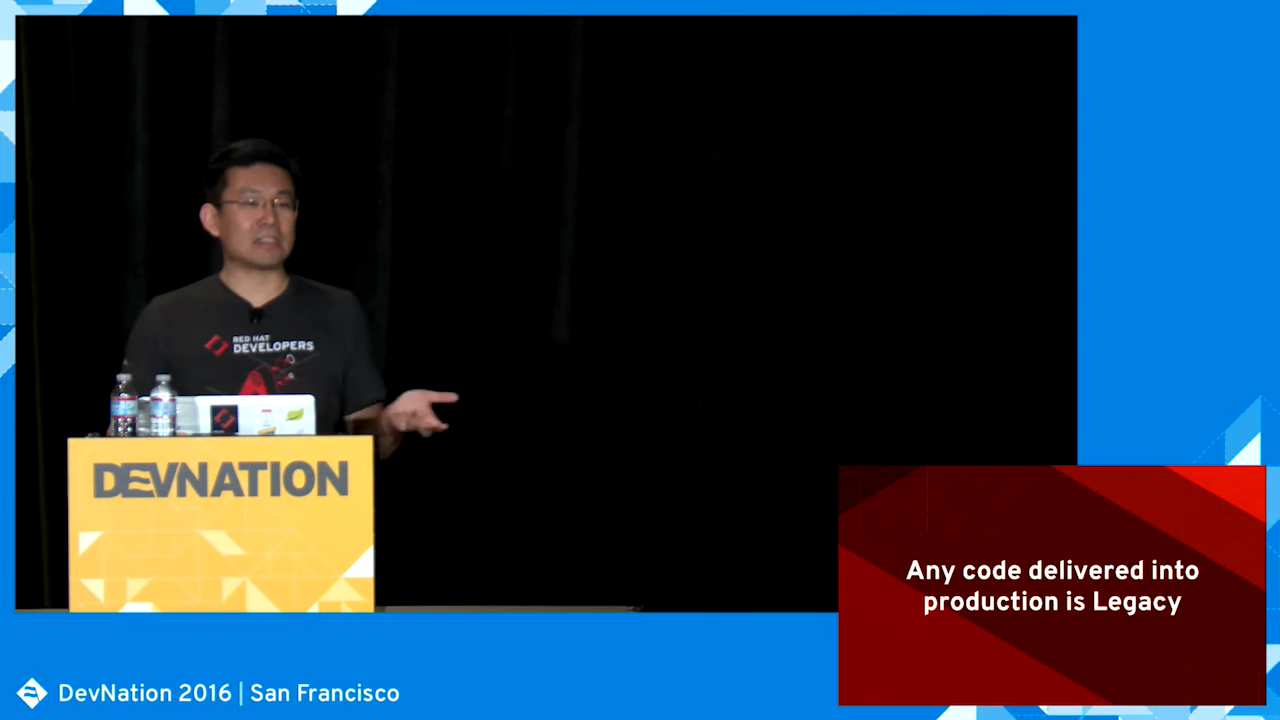 RED HAT
DEVELOPERS
DEVNATION
Any code delivered into
production is Legacy
DevNation 2016 | San Francisco